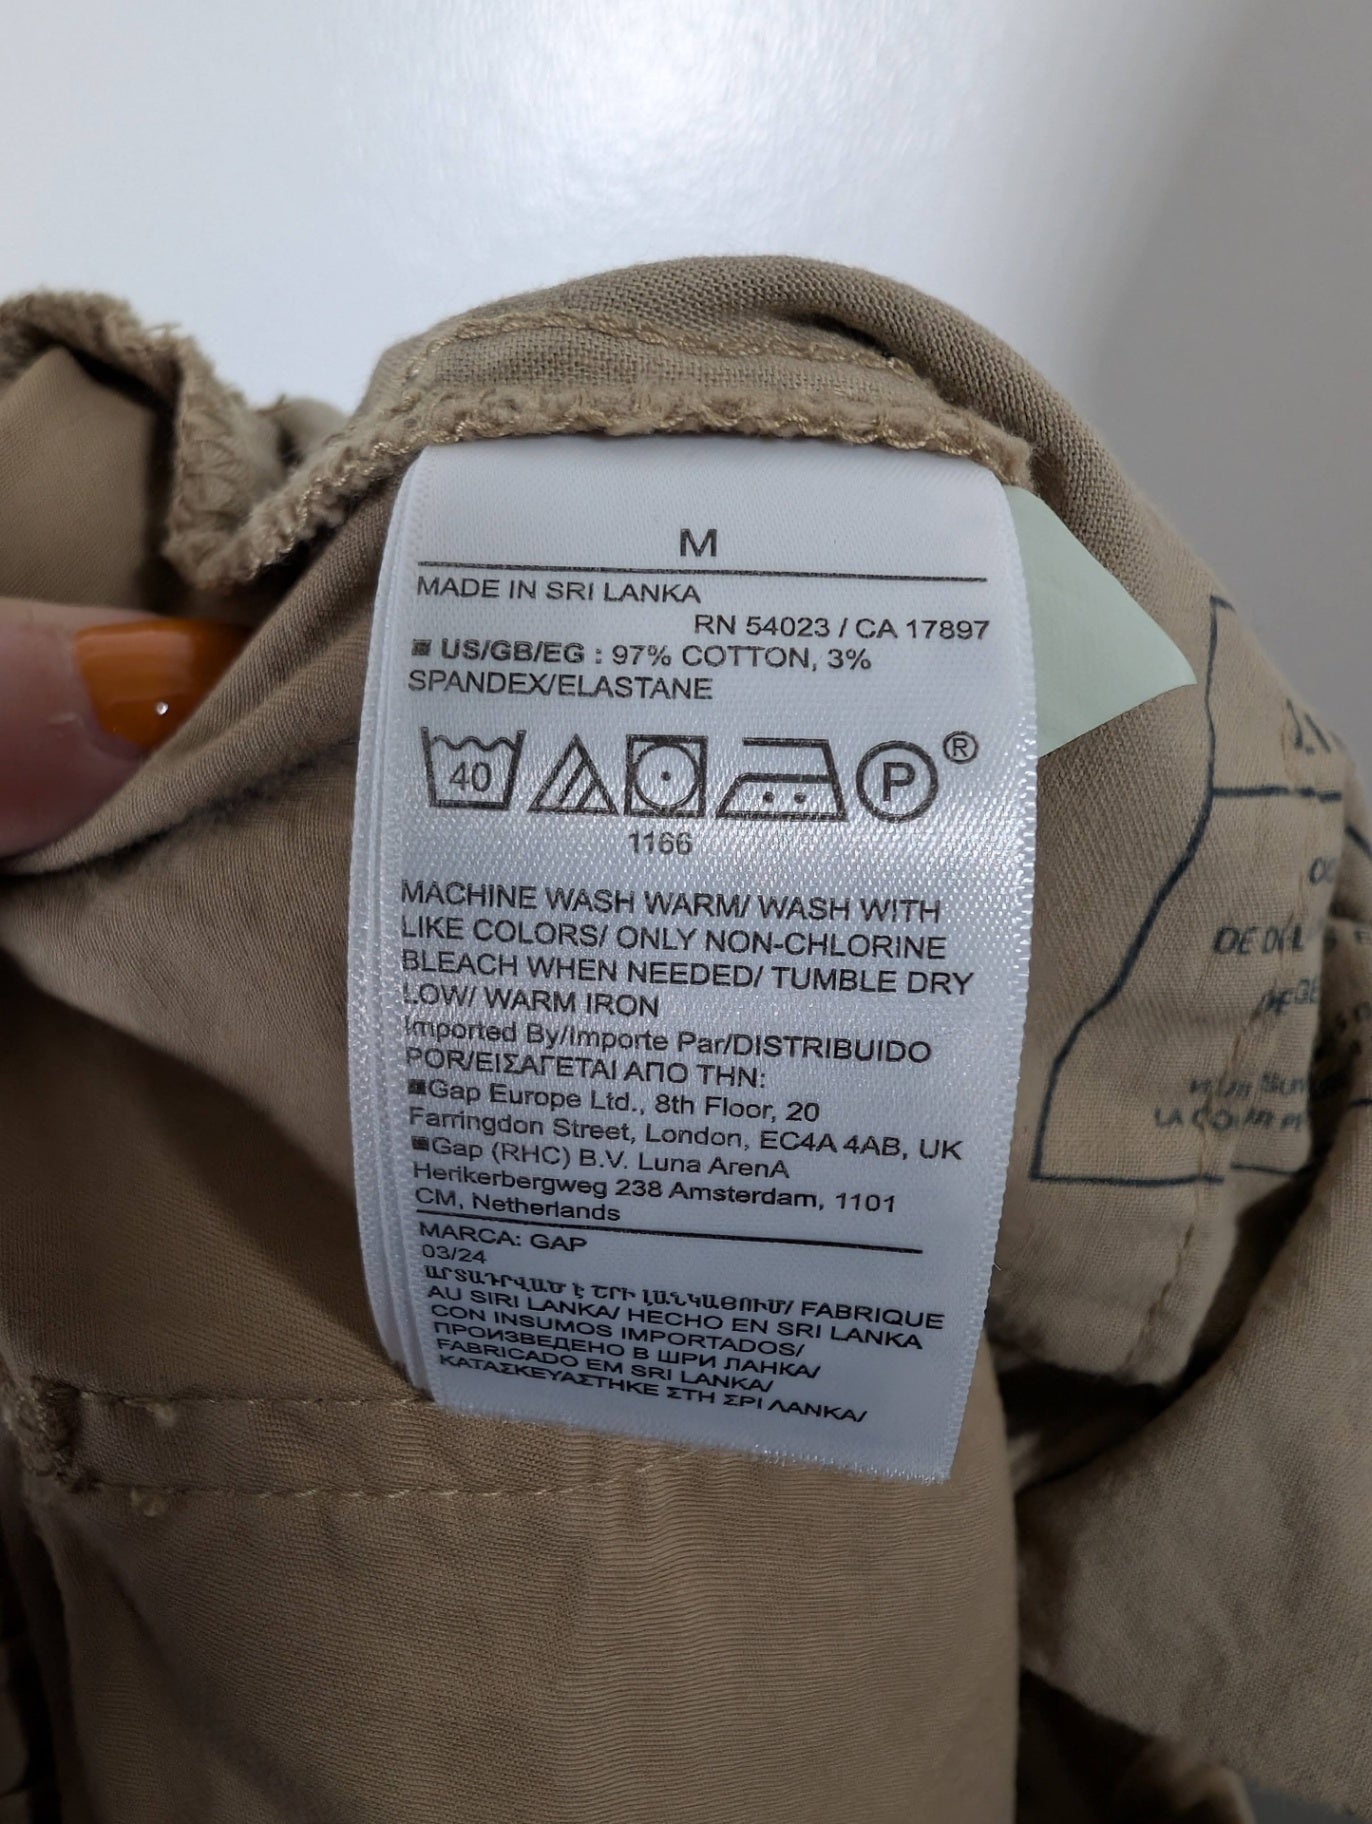 M
MADE IN SRI LANKA
RN 54023 / CA 17897
US/GB/EG : 97% COTTON, 3%
SPANDEX/ELASTANE
40
P ®
1166
MACHINE WASH WARM/ WASH WITH
LIKE COLORS/ ONLY NON-CHLORINE
BLEACH WHEN NEEDED/ TUMBLE DRY
LOW/ WARM IRON
Imported By/Importe Par/DISTRIBUIDO
POR/ΕΙΣΑΓΕΤΑΙ ΑΠΟ ΤΗΝ:
Gap Europe Ltd., 8th Floor, 20
Farringdon Street, London, EC4A 4AB, UK
Gap (RHC) B.V. Luna ArenA
Herikerbergweg 238 Amsterdam, 1101
CM, Netherlands
MARCA: GAP
03/24
ԱՐՏԱԴՐՎԱԾ Է ՇՐԻ ԼԱՆԿԱՅՈՒՄ/ FABRIQUE
AU SIRI LANKA/ HECHO EN SRI LANKA
CON INSUMOS IMPORTADOS/
ПРОИЗВЕДЕНО В ШРИ ЛАНКА/
FABRICADO EM SRI LANKA/
ΚΑΤΑΣΚΕΥΑΣΤΗΚΕ ΣΤΗ ΣΡΙ ΛΑΝΚΑ/